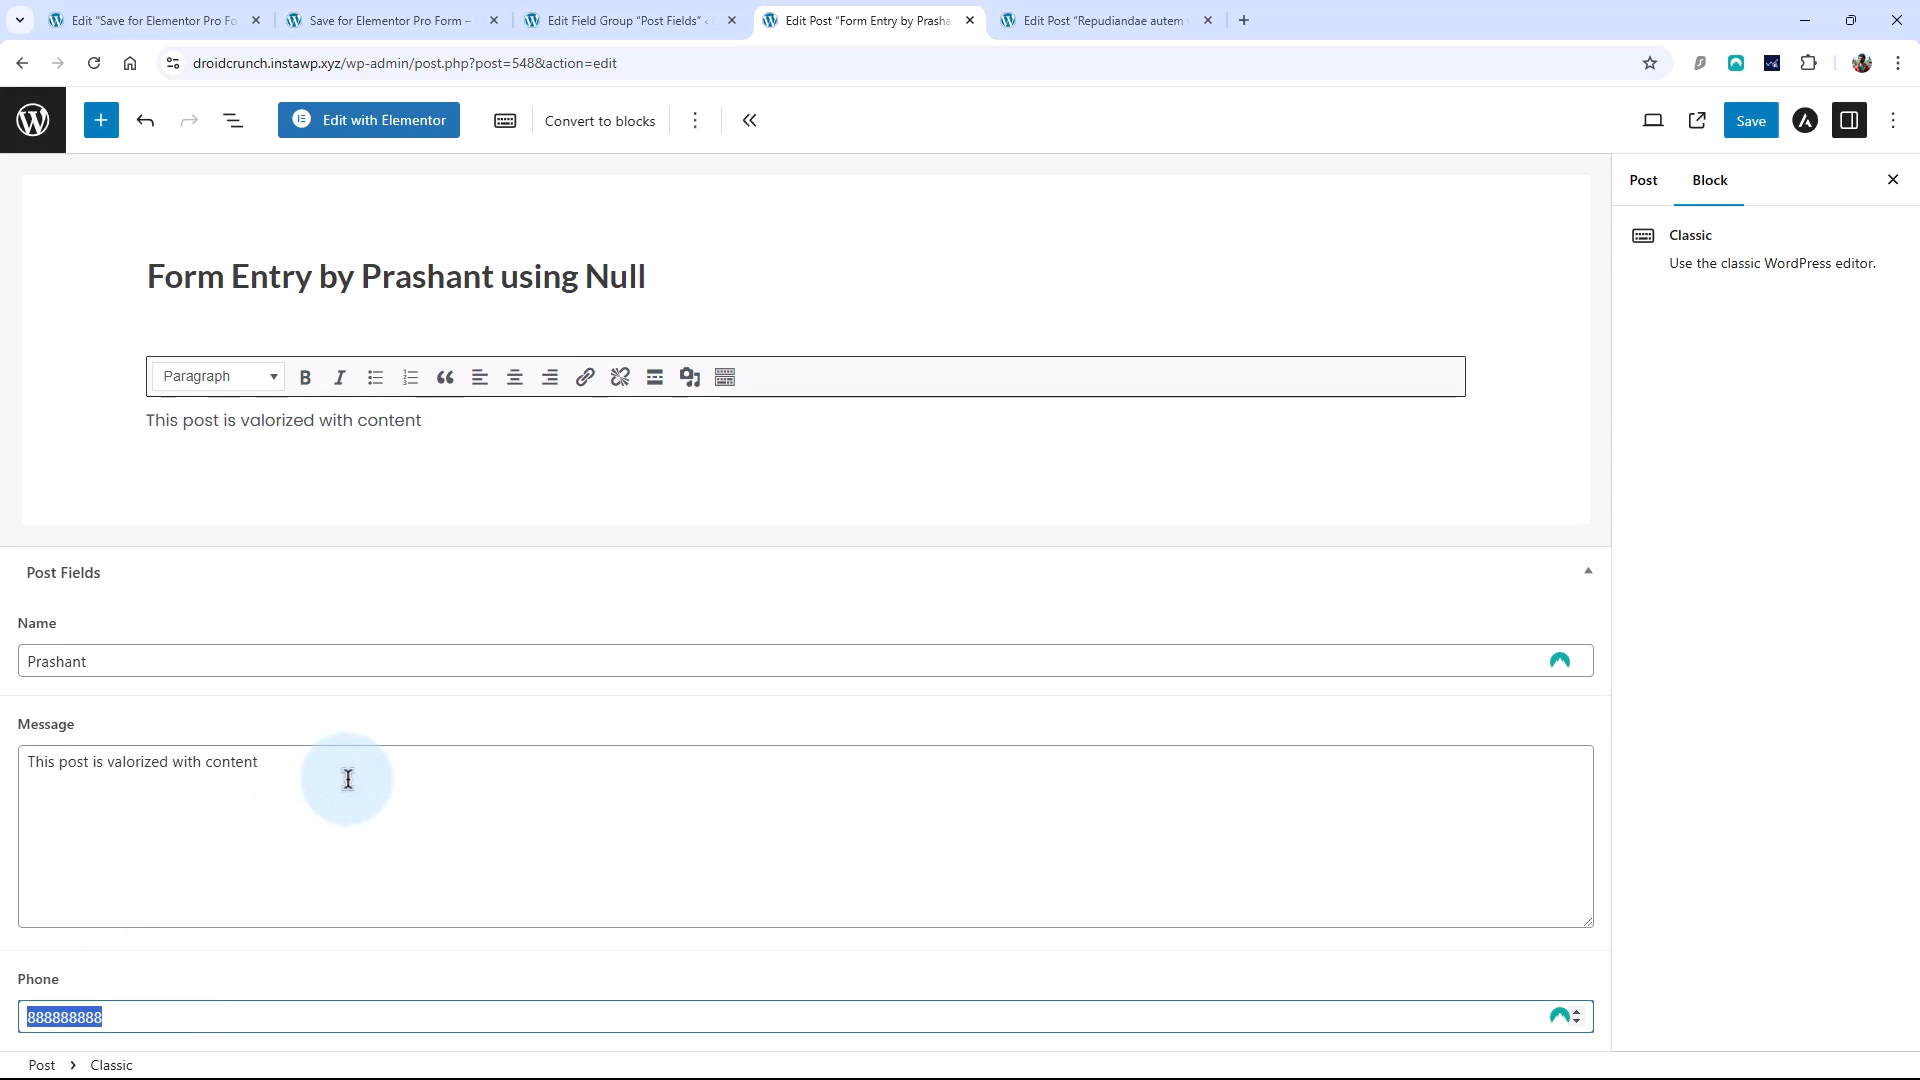 Edit "Save for Elementor Pro Fo
Save for Elementor Pro Form –
Edit Field Group “Post Fields” ‹
Edit Post “Form Entry by Prasha
Edit Post “Repudiandae autem
droidcrunch.instawp.xyz/wp-admin/post.php?post=548&action=edit
Edit with Elementor
Convert to blocks
Save
Post
Block
Classic
Use the classic WordPress editor.
Form Entry by Prashant using Null
Paragraph
This post is valorized with content
Post Fields
Name
Prashant
Message
This post is valorized with content
Phone
888888888
Post
Classic